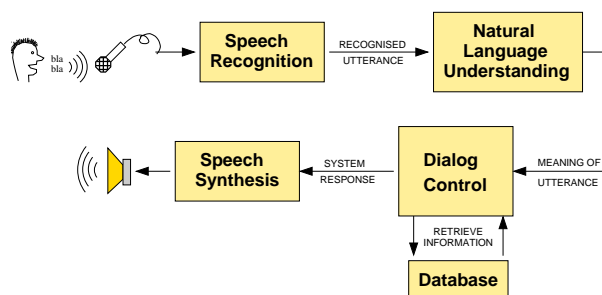 bla
bla
Speech
Recognition
RECOGNISED
UTTERANCE
Natural
Language
Understanding
Speech
Synthesis
SYSTEM
RESPONSE
Dialog
Control
MEANING OF
UTTERANCE
RETRIEVE
INFORMATION
Database